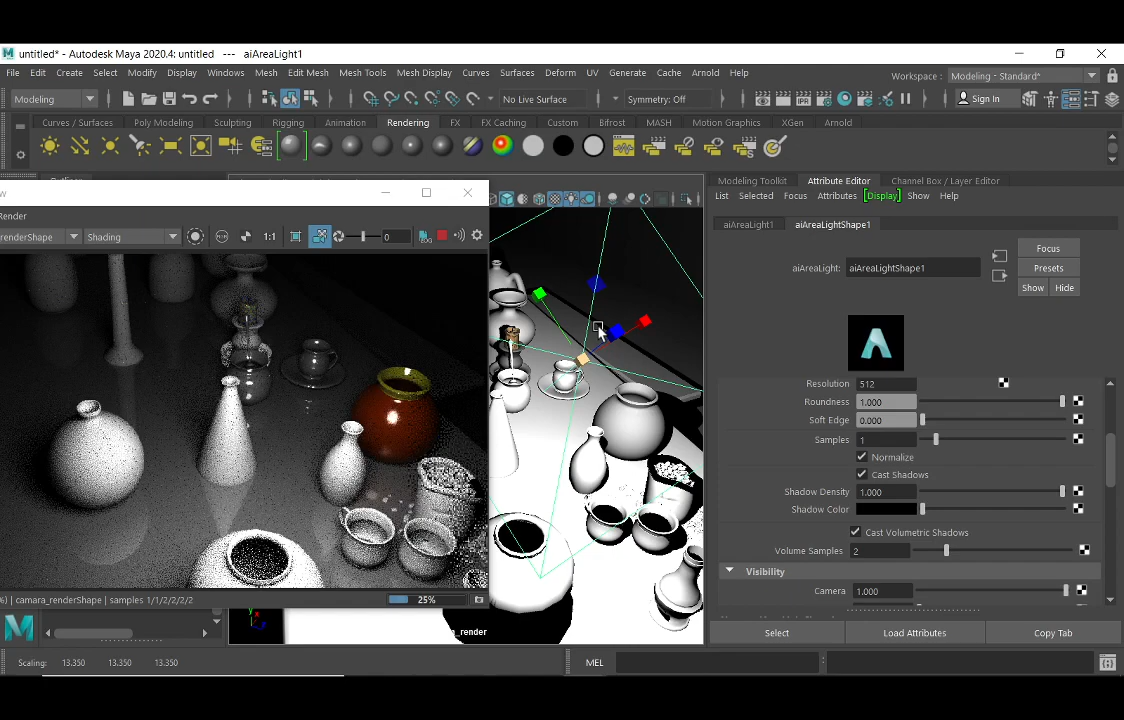 untitled* - Autodesk Maya 2020.4: untitled --- aiAreaLight1
File Edit Create Select Modify Display Windows Mesh Edit Mesh Mesh Tools Mesh Display Curves Surfaces Deform UV Generate Cache Arnold Help
Workspace : Modeling - Standard*
Modeling No Live Surface Symmetry: Off Sign In
Curves / Surfaces Poly Modeling Sculpting Rigging Animation Rendering FX FX Caching Custom Bifrost MASH Motion Graphics XGen Arnold
Modeling Toolkit Attribute Editor Channel Box / Layer Editor
List Selected Focus Attributes Display Show Help
Render
aiAreaLight1 aiAreaLightShape1
renderShape Shading 1:1 0
Focus
aiAreaLight: aiAreaLightShape1
Presets
Show Hide
Resolution 512
Roundness 1.000
Soft Edge 0.000
Samples 1
Normalize
Cast Shadows
Shadow Density 1.000
Shadow Color
Cast Volumetric Shadows
Volume Samples 2
Visibility
Camera 1.000
%) | camara_renderShape | samples 1/1/2/2/2/2 25%
_render
Select Load Attributes Copy Tab
Scaling: 13.350 13.350 13.350 MEL